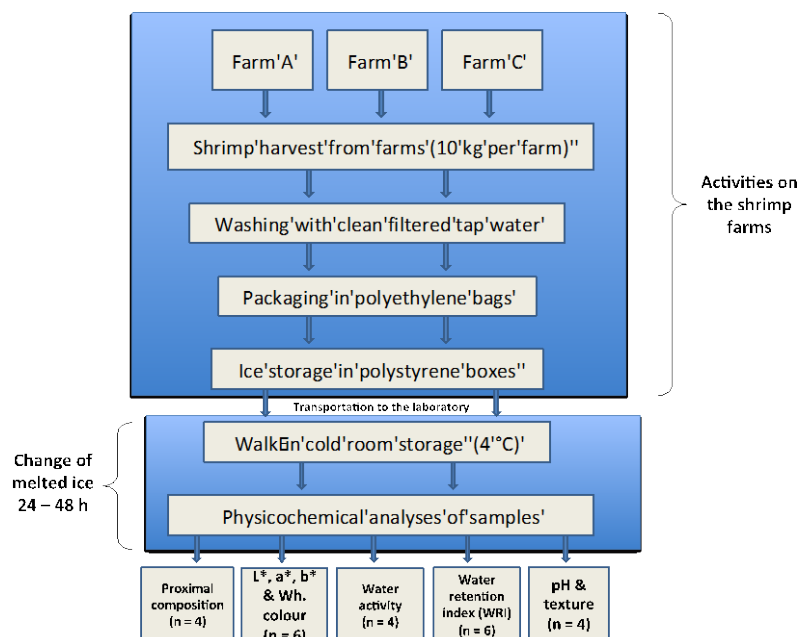 Farm'A'
Farm'B'
Farm'C'
Shrimp'harvest'from'farms'(10'kg'per'farm)''
Washing'with'clean'filtered'tap'water'
Packaging'in'polyethylene'bags'
Ice'storage'in'polystyrene'boxes''
Activities on
the shrimp
farms
Transportation to the laboratory
Walk□n'cold'room'storage''(4'°C)'
Physicochemical'analyses'of'samples'
Change of
melted ice
24 – 48 h
Proximal
composition
(n = 4)
L*, a*, b*
& Wh.
colour
(n = 6)
Water
activity
(n = 4)
Water
retention
index (WRI)
(n = 6)
pH &
texture
(n = 4)